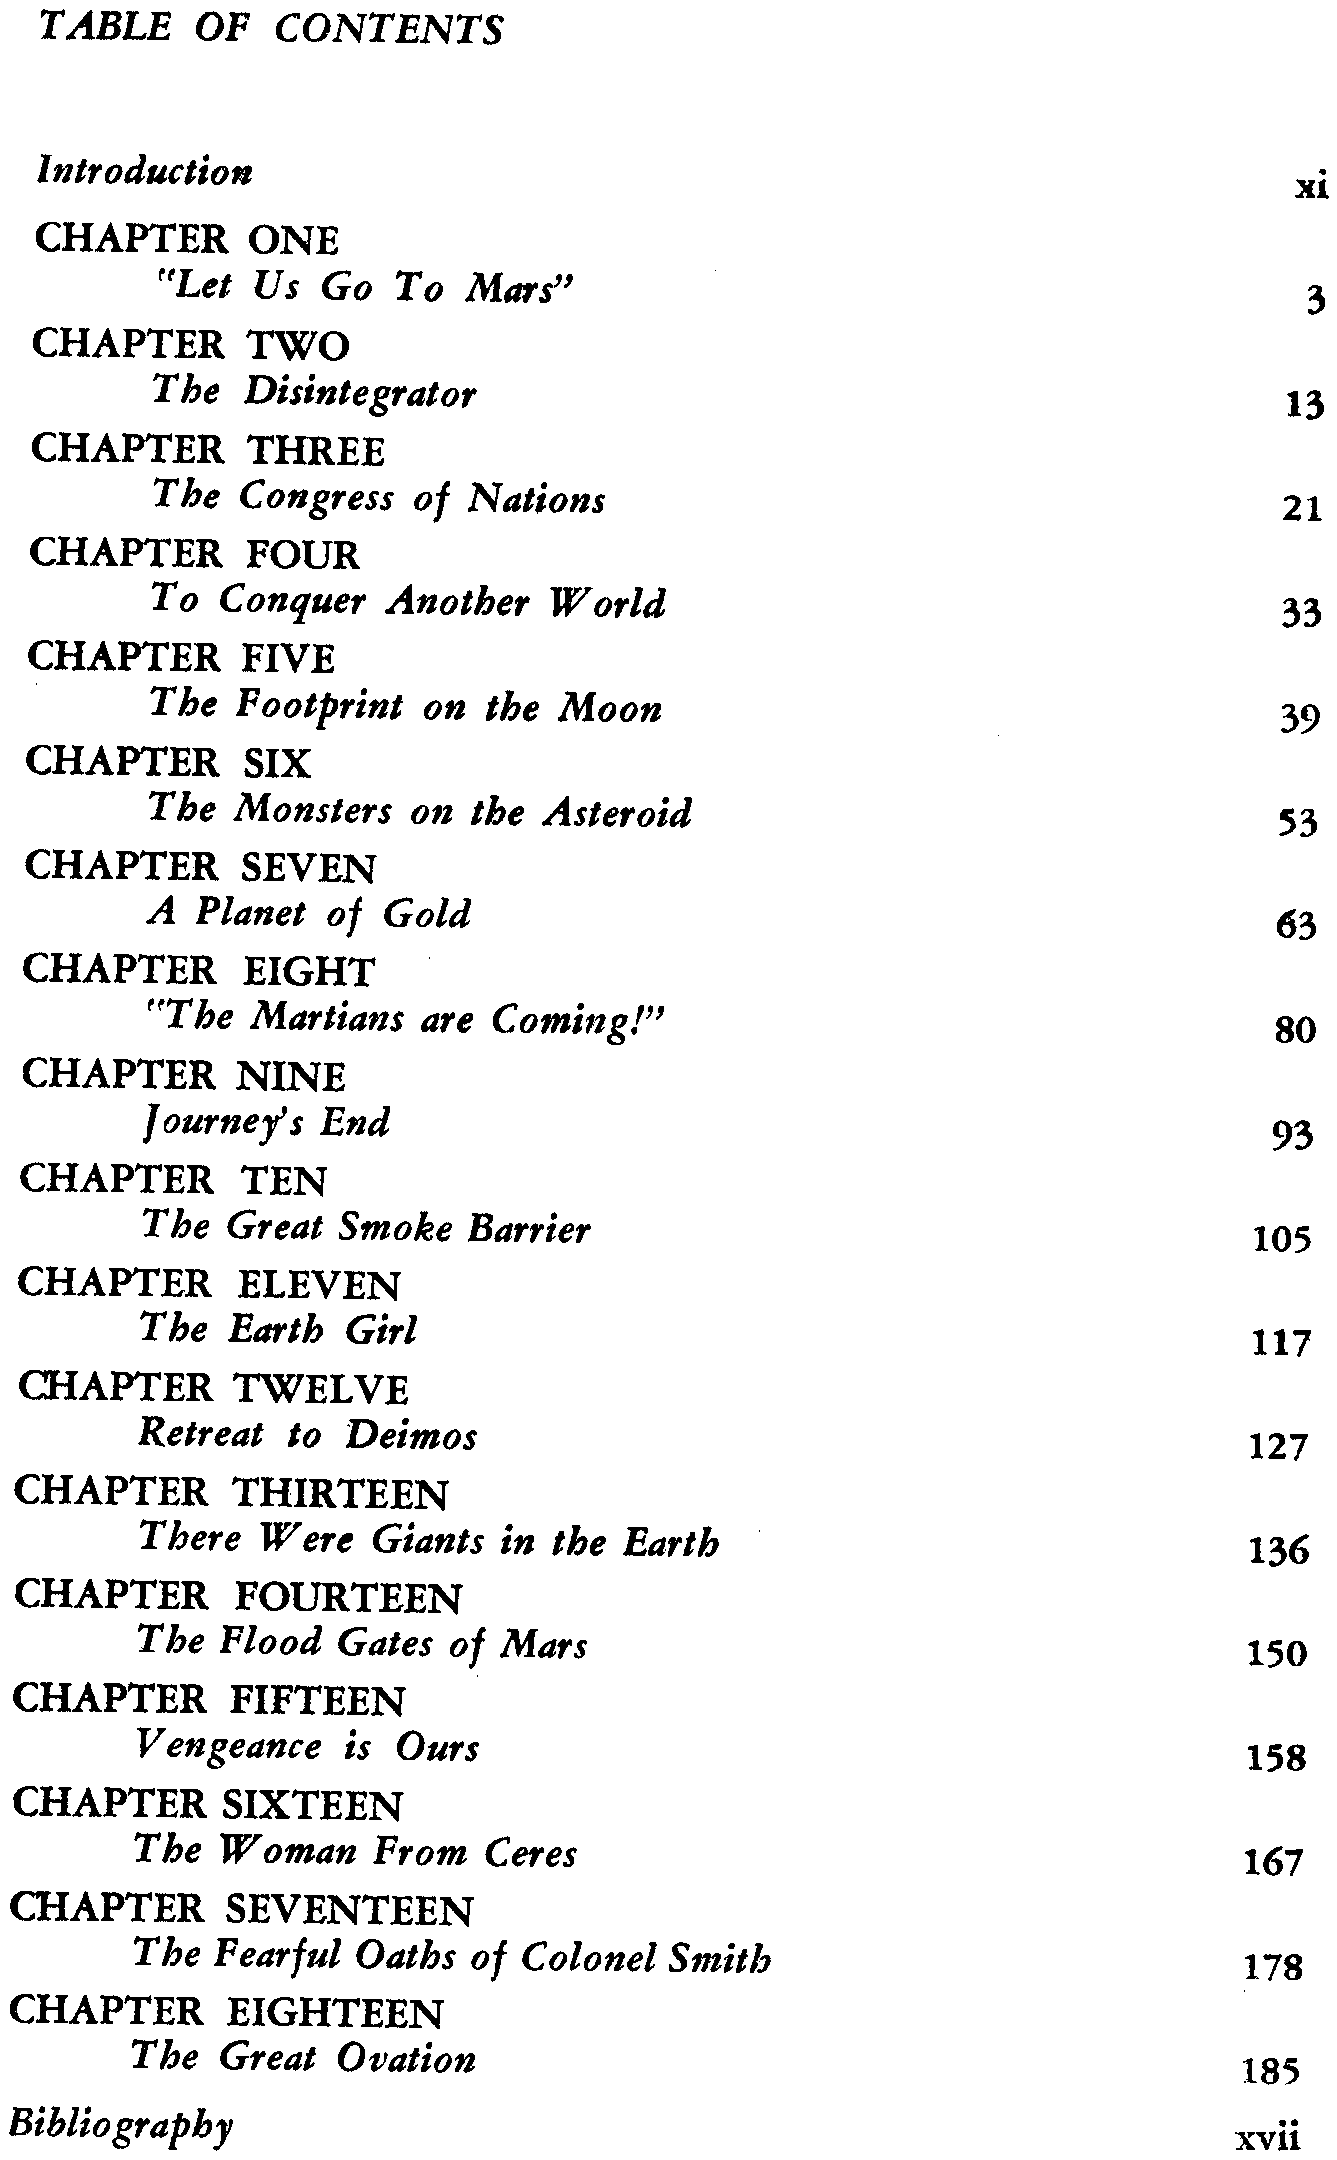 TABLE OF CONTENTS
Introduction xi
CHAPTER ONE
"Let Us Go To Mars" 3
CHAPTER TWO
The Disintegrator 13
CHAPTER THREE
The Congress of Nations 21
CHAPTER FOUR
To Conquer Another World 33
CHAPTER FIVE
The Footprint on the Moon 39
CHAPTER SIX
The Monsters on the Asteroid 53
CHAPTER SEVEN
A Planet of Gold 63
CHAPTER EIGHT
"The Martians are Coming!" 80
CHAPTER NINE
Journey's End 93
CHAPTER TEN
The Great Smoke Barrier 105
CHAPTER ELEVEN
The Earth Girl 117
CHAPTER TWELVE
Retreat to Deimos 127
CHAPTER THIRTEEN
There Were Giants in the Earth 136
CHAPTER FOURTEEN
The Flood Gates of Mars 150
CHAPTER FIFTEEN
Vengeance is Ours 158
CHAPTER SIXTEEN
The Woman From Ceres 167
CHAPTER SEVENTEEN
The Fearful Oaths of Colonel Smith 178
CHAPTER EIGHTEEN
The Great Ovation 185
Bibliography xvii